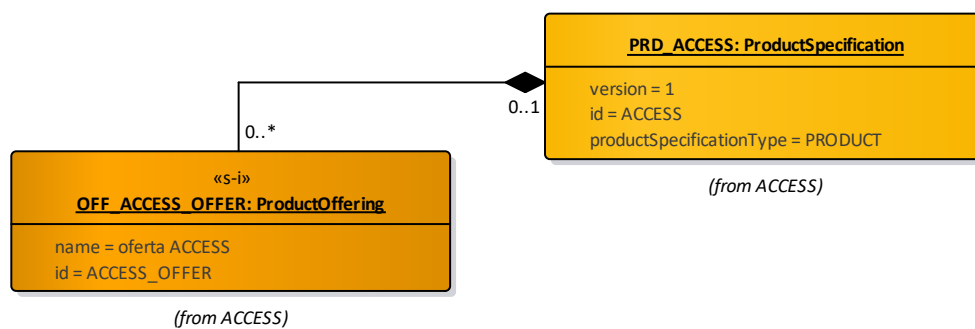 PRD_ACCESS: ProductSpecification
version = 1
id = ACCESS
productSpecificationType = PRODUCT
(from ACCESS)
0..1
0..*
«s-i»
OFF_ACCESS_OFFER: ProductOffering
name = oferta ACCESS
id = ACCESS_OFFER
(from ACCESS)